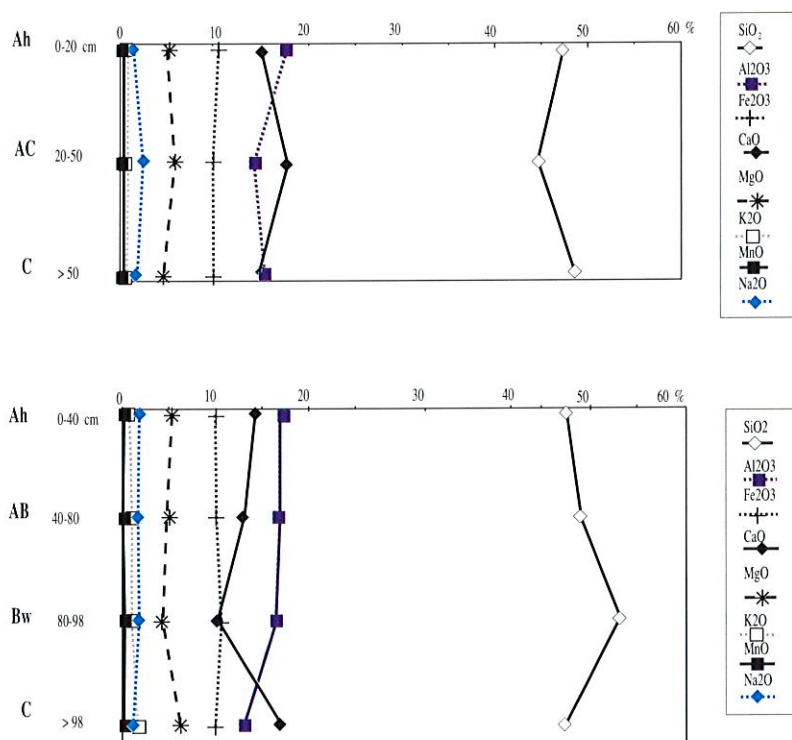 0 10 20 30 40 50 60 %
Ah 0-20 cm
AC 20-50
C > 50
SiO₂
Al2O3
Fe2O3
CaO
MgO
K2O
MnO
Na2O
0 10 20 30 40 50 60 %
Ah 0-40 cm
AB 40-80
Bw 80-98
C > 98
SiO2
Al2O3
Fe2O3
CaO
MgO
K2O
MnO
Na2O